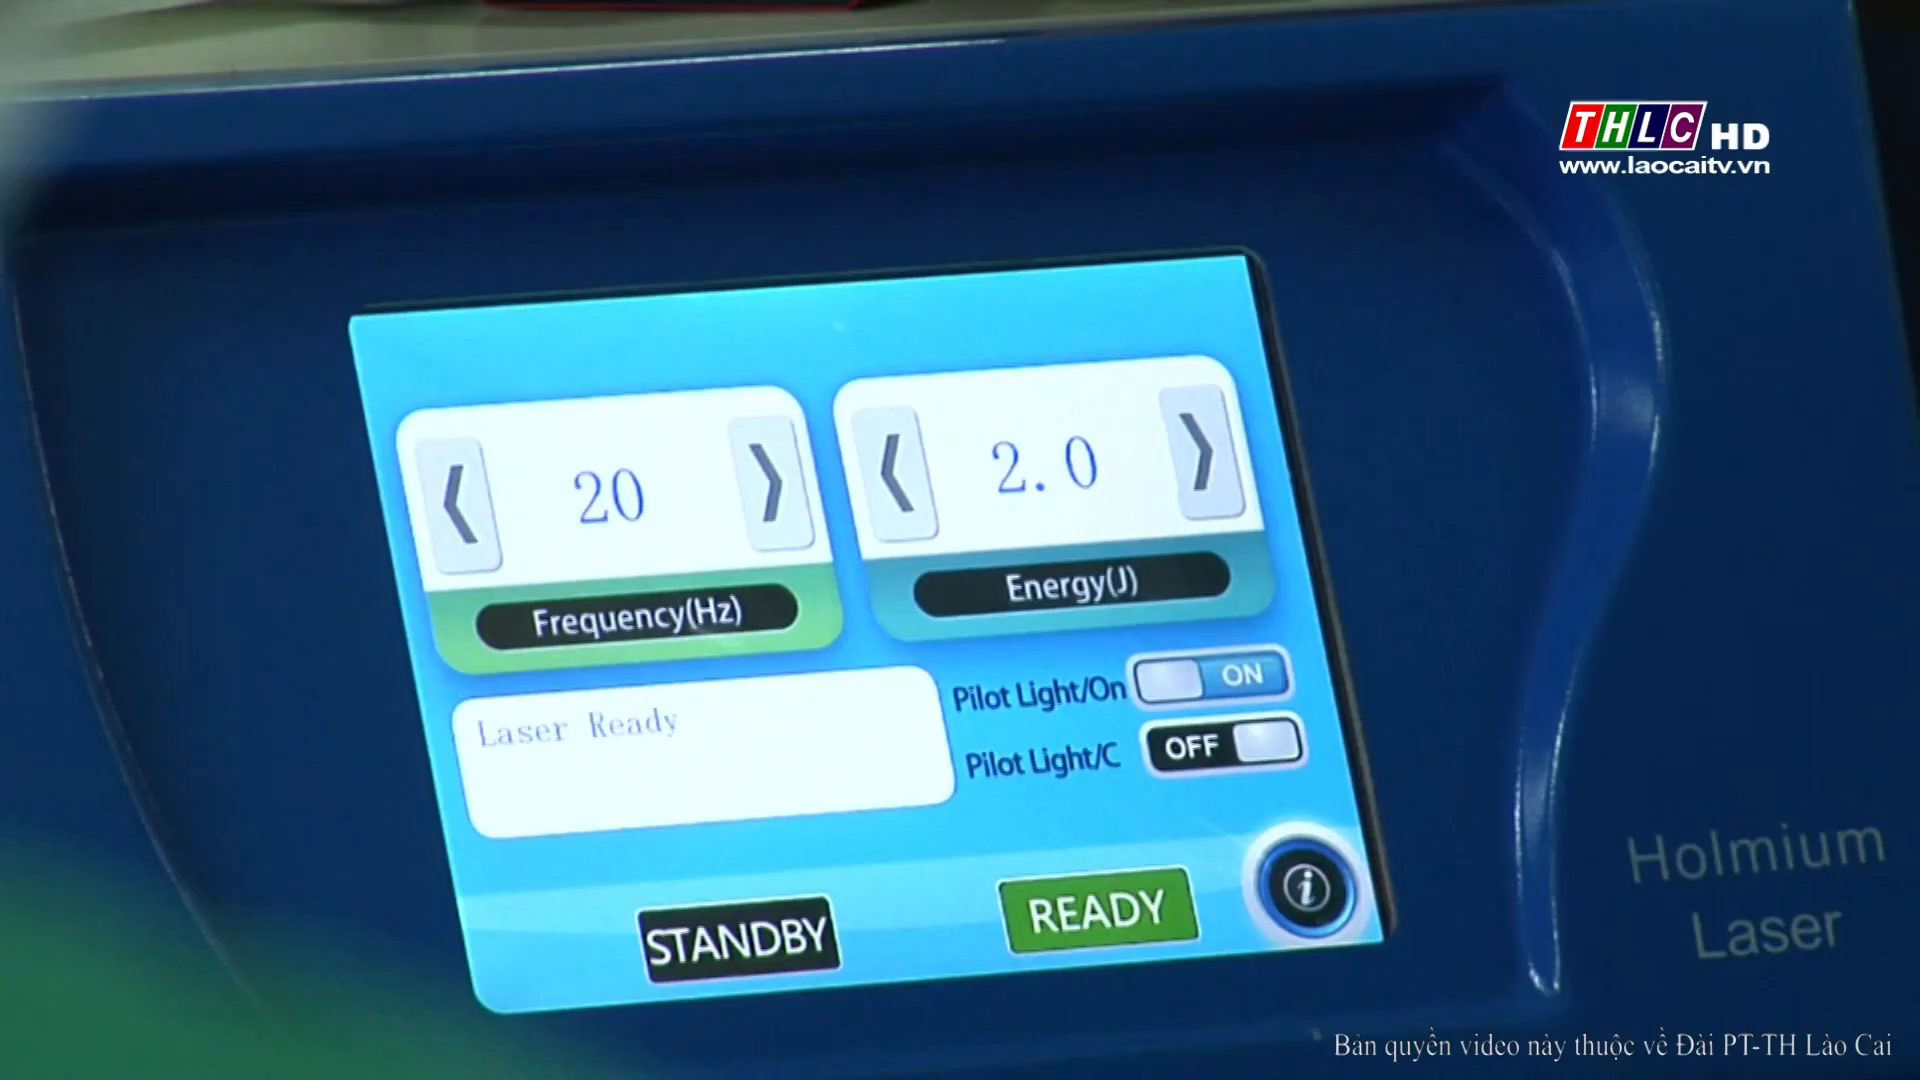 THLC HD
www.laocaitv.vn
20
2.0
Frequency(Hz)
Energy(J)
Laser Ready
Pilot Light/On ON
Pilot Light/C OFF
STANDBY
READY
i
Holmium
Laser
Bản quyền video này thuộc về Đài PT-TH Lào Cai